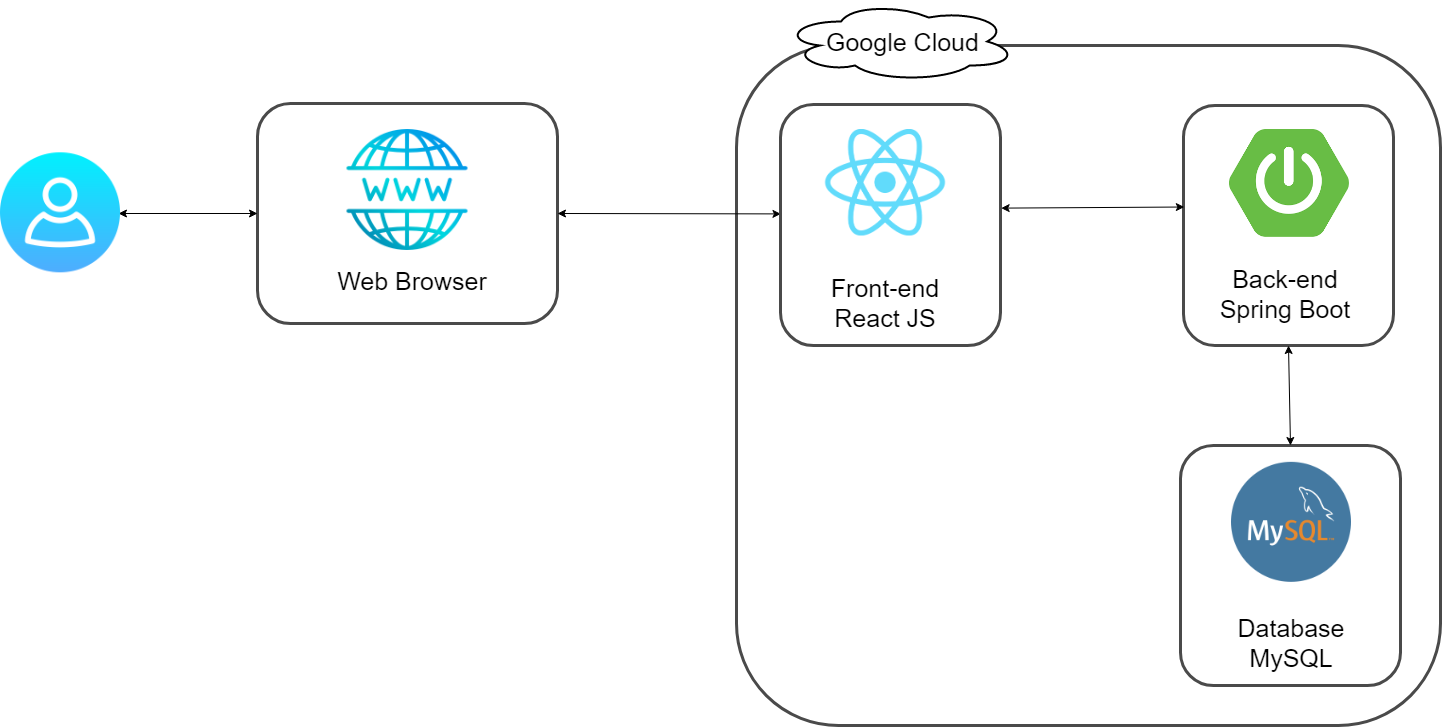 Google Cloud
WWW
Web Browser
Front-end
React JS
Back-end
Spring Boot
MySQL
Database
MySQL